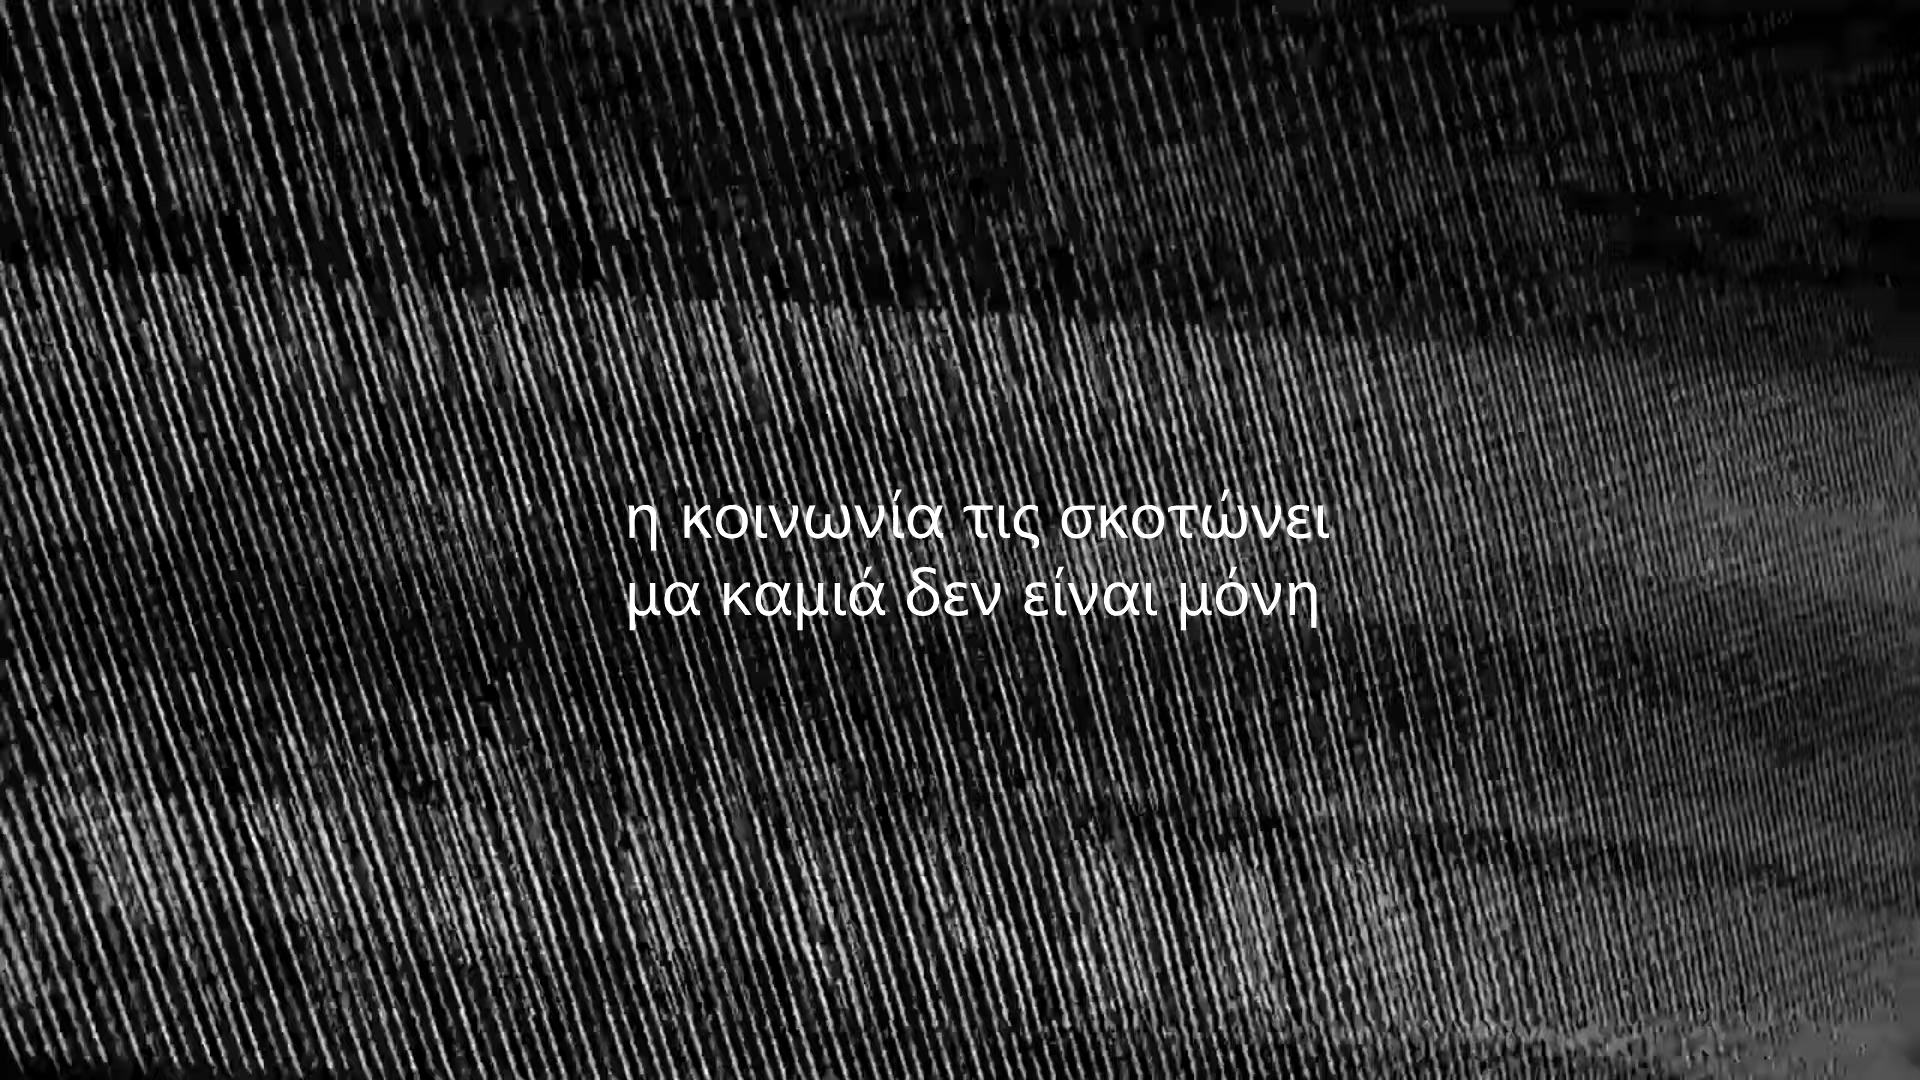 η κοινωνία τις σκοτώνει
μα καμιά δεν είναι μόνη